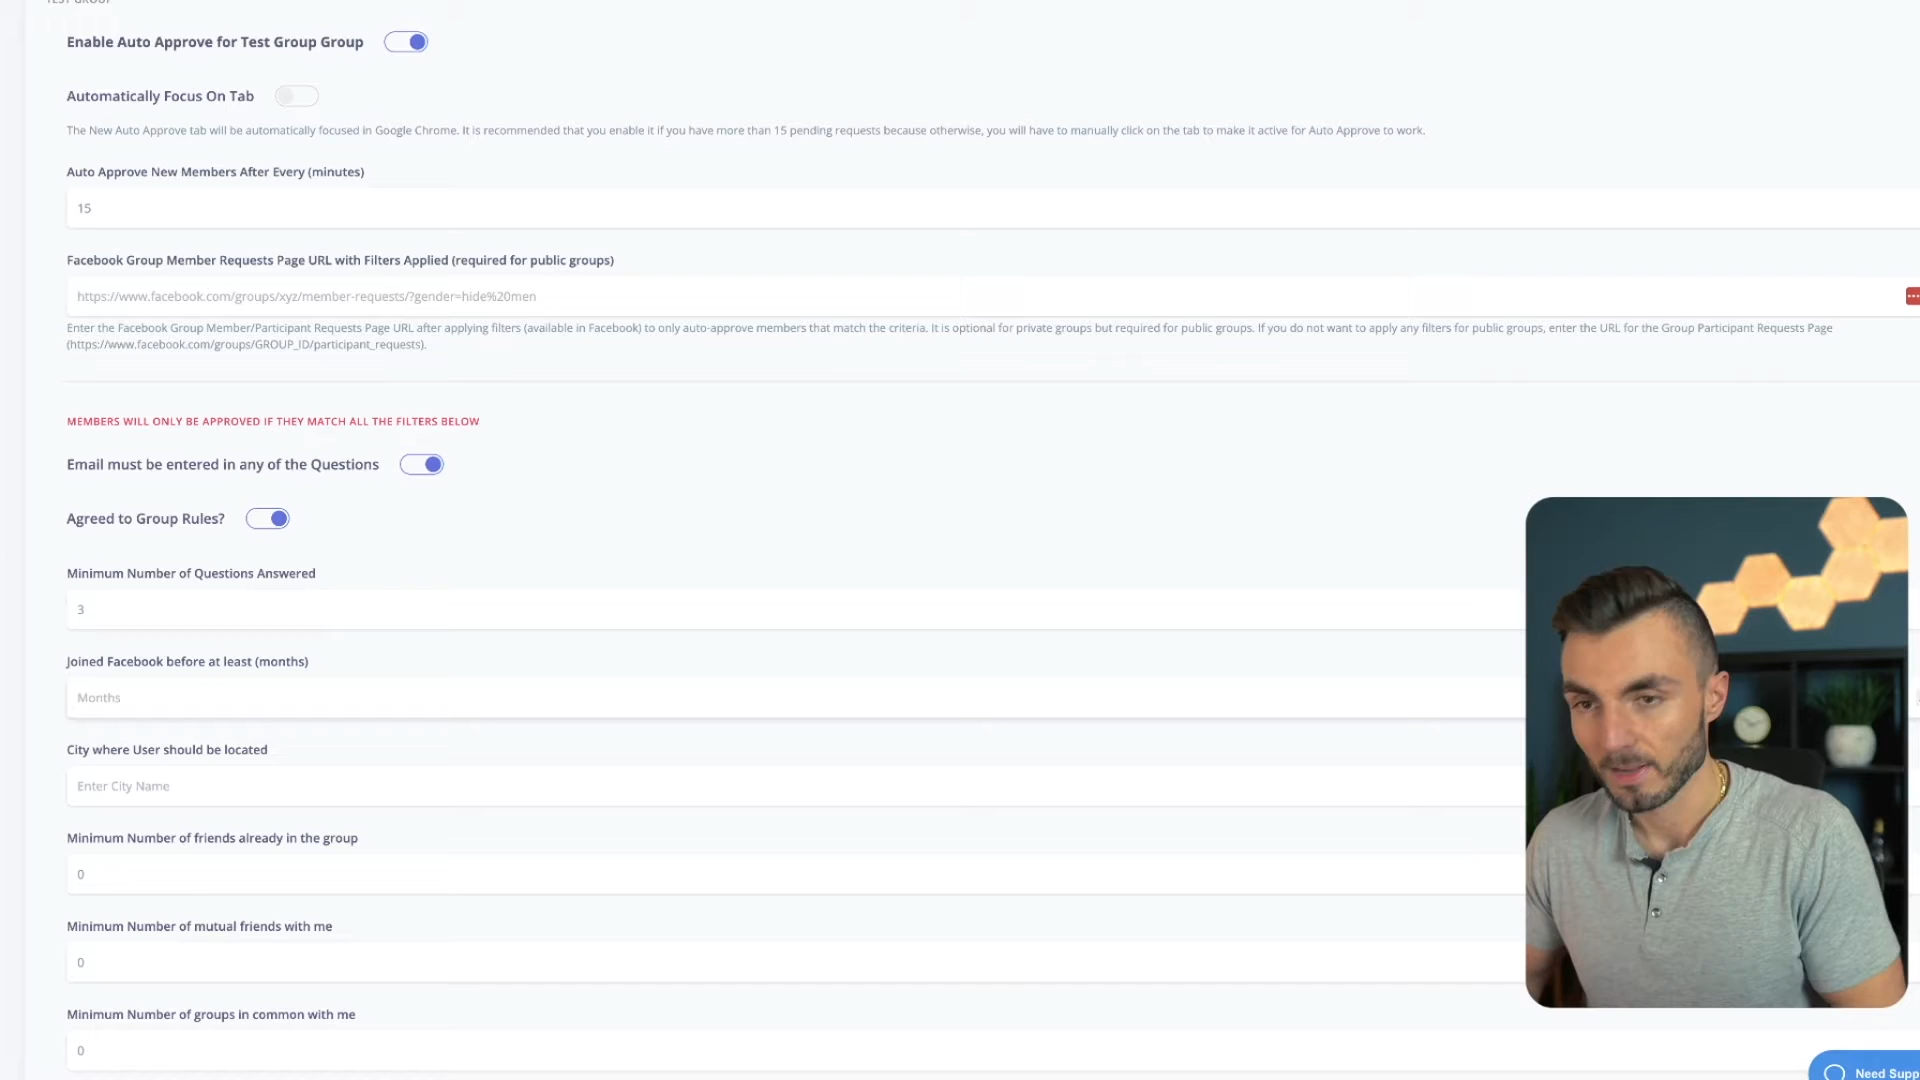 TEST GROUP
Enable Auto Approve for Test Group Group
Automatically Focus On Tab
The New Auto Approve tab will be automatically focused in Google Chrome. It is recommended that you enable it if you have more than 15 pending requests because otherwise, you will have to manually click on the tab to make it active for Auto Approve to work.
Auto Approve New Members After Every (minutes)
15
Facebook Group Member Requests Page URL with Filters Applied (required for public groups)
https://www.facebook.com/groups/xyz/member-requests/?gender=hide%20men
Enter the Facebook Group Member/Participant Requests Page URL after applying filters (available in Facebook) to only auto-approve members that match the criteria. It is optional for private groups but required for public groups. If you do not want to apply any filters for public groups, enter the URL for the Group Participant Requests Page
(https://www.facebook.com/groups/GROUP_ID/participant_requests).
MEMBERS WILL ONLY BE APPROVED IF THEY MATCH ALL THE FILTERS BELOW
Email must be entered in any of the Questions
Agreed to Group Rules?
Minimum Number of Questions Answered
3
Joined Facebook before at least (months)
Months
City where User should be located
Enter City Name
Minimum Number of friends already in the group
0
Minimum Number of mutual friends with me
0
Minimum Number of groups in common with me
0
Need Supp